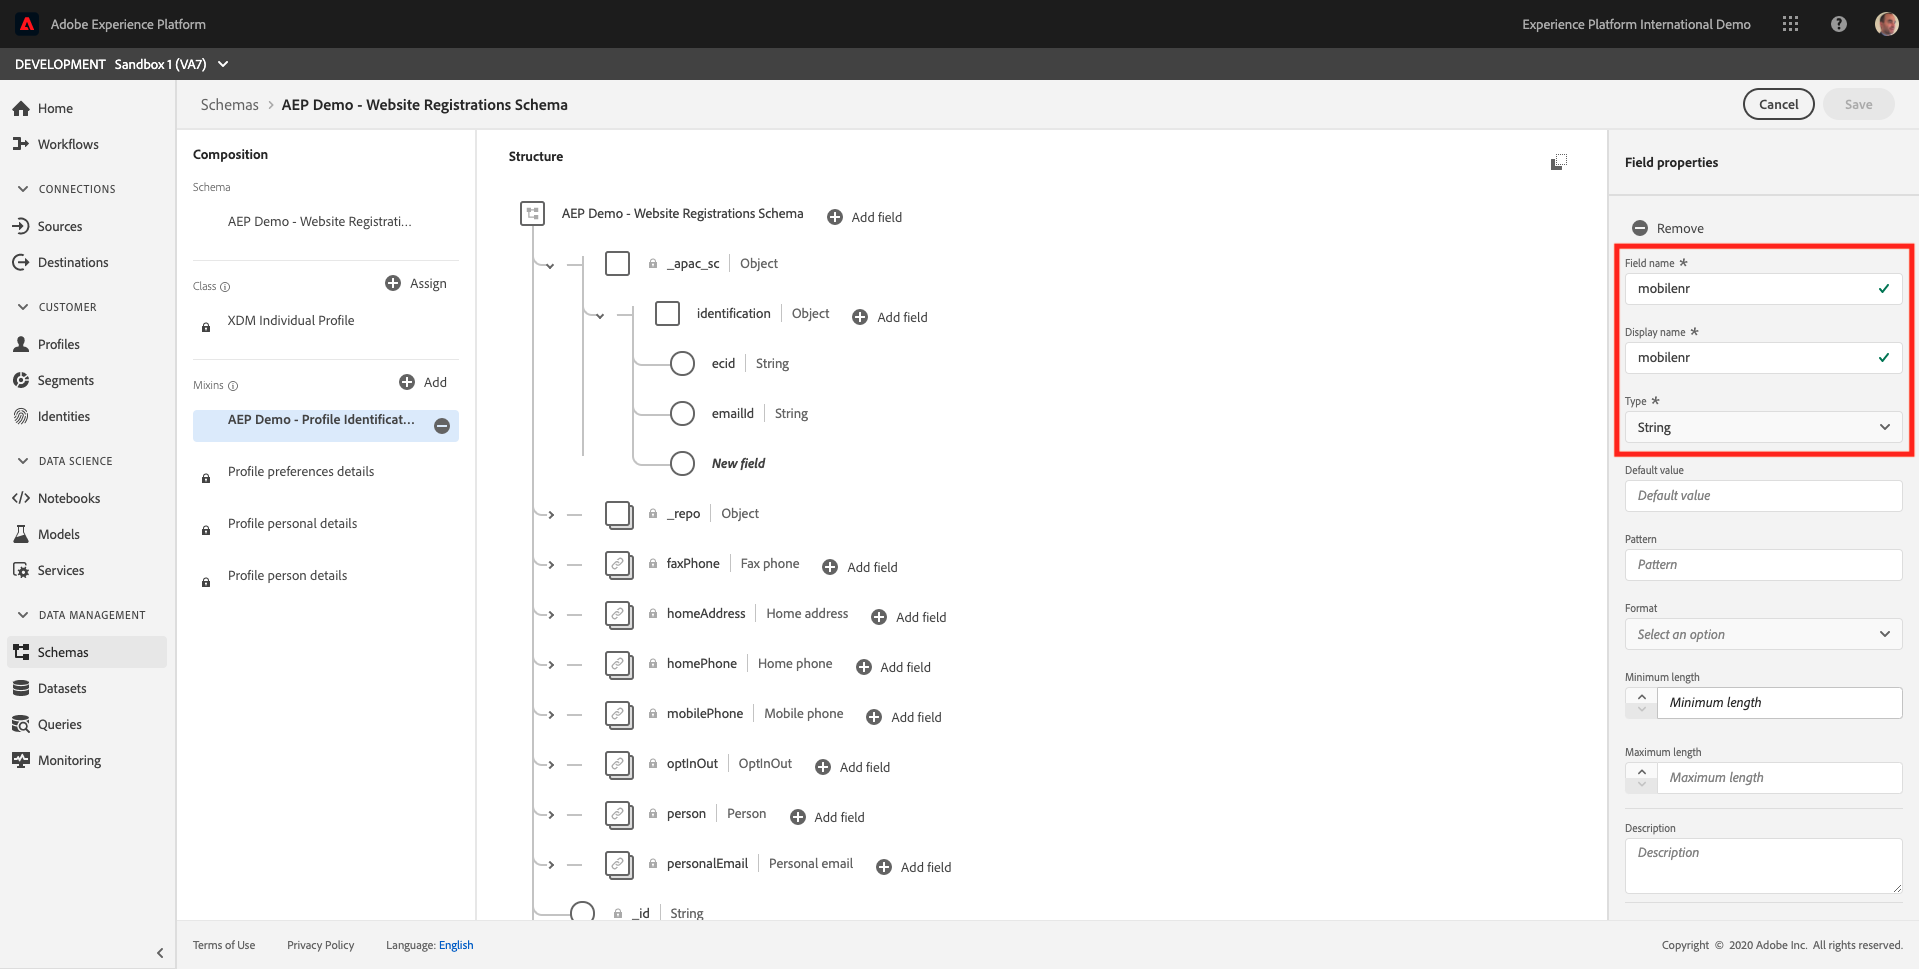 Adobe Experience Platform
Experience Platform International Demo
DEVELOPMENT Sandbox 1 (VA7)
Home
Workflows
CONNECTIONS
Sources
Destinations
CUSTOMER
Profiles
Segments
Identities
DATA SCIENCE
Notebooks
Models
Services
DATA MANAGEMENT
Schemas
Datasets
Queries
Monitoring
Schemas > AEP Demo - Website Registrations Schema
Cancel
Save
Composition
Schema
AEP Demo - Website Registrati...
Class
Assign
XDM Individual Profile
Mixins
Add
AEP Demo - Profile Identificat...
Profile preferences details
Profile personal details
Profile person details
Structure
AEP Demo - Website Registrations Schema Add field
_apac_sc Object
identification Object Add field
ecid String
emailId String
New field
_repo Object
faxPhone Fax phone Add field
homeAddress Home address Add field
homePhone Home phone Add field
mobilePhone Mobile phone Add field
optInOut OptInOut Add field
person Person Add field
personalEmail Personal email Add field
_id String
Field properties
Remove
Field name *
mobilenr
Display name *
mobilenr
Type *
String
Default value
Default value
Pattern
Pattern
Format
Select an option
Minimum length
Minimum length
Maximum length
Maximum length
Description
Description
Terms of Use Privacy Policy Language: English
Copyright © 2020 Adobe Inc. All rights reserved.